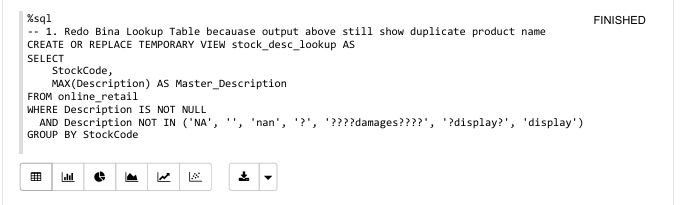 %sql
FINISHED
-- 1. Redo Bina Lookup Table becauase output above still show duplicate product name
CREATE OR REPLACE TEMPORARY VIEW stock_desc_lookup AS
SELECT
    StockCode,
    MAX(Description) AS Master_Description
FROM online_retail
WHERE Description IS NOT NULL
  AND Description NOT IN ('NA', '', 'nan', '?', '????damages????', '?display?', 'display')
GROUP BY StockCode